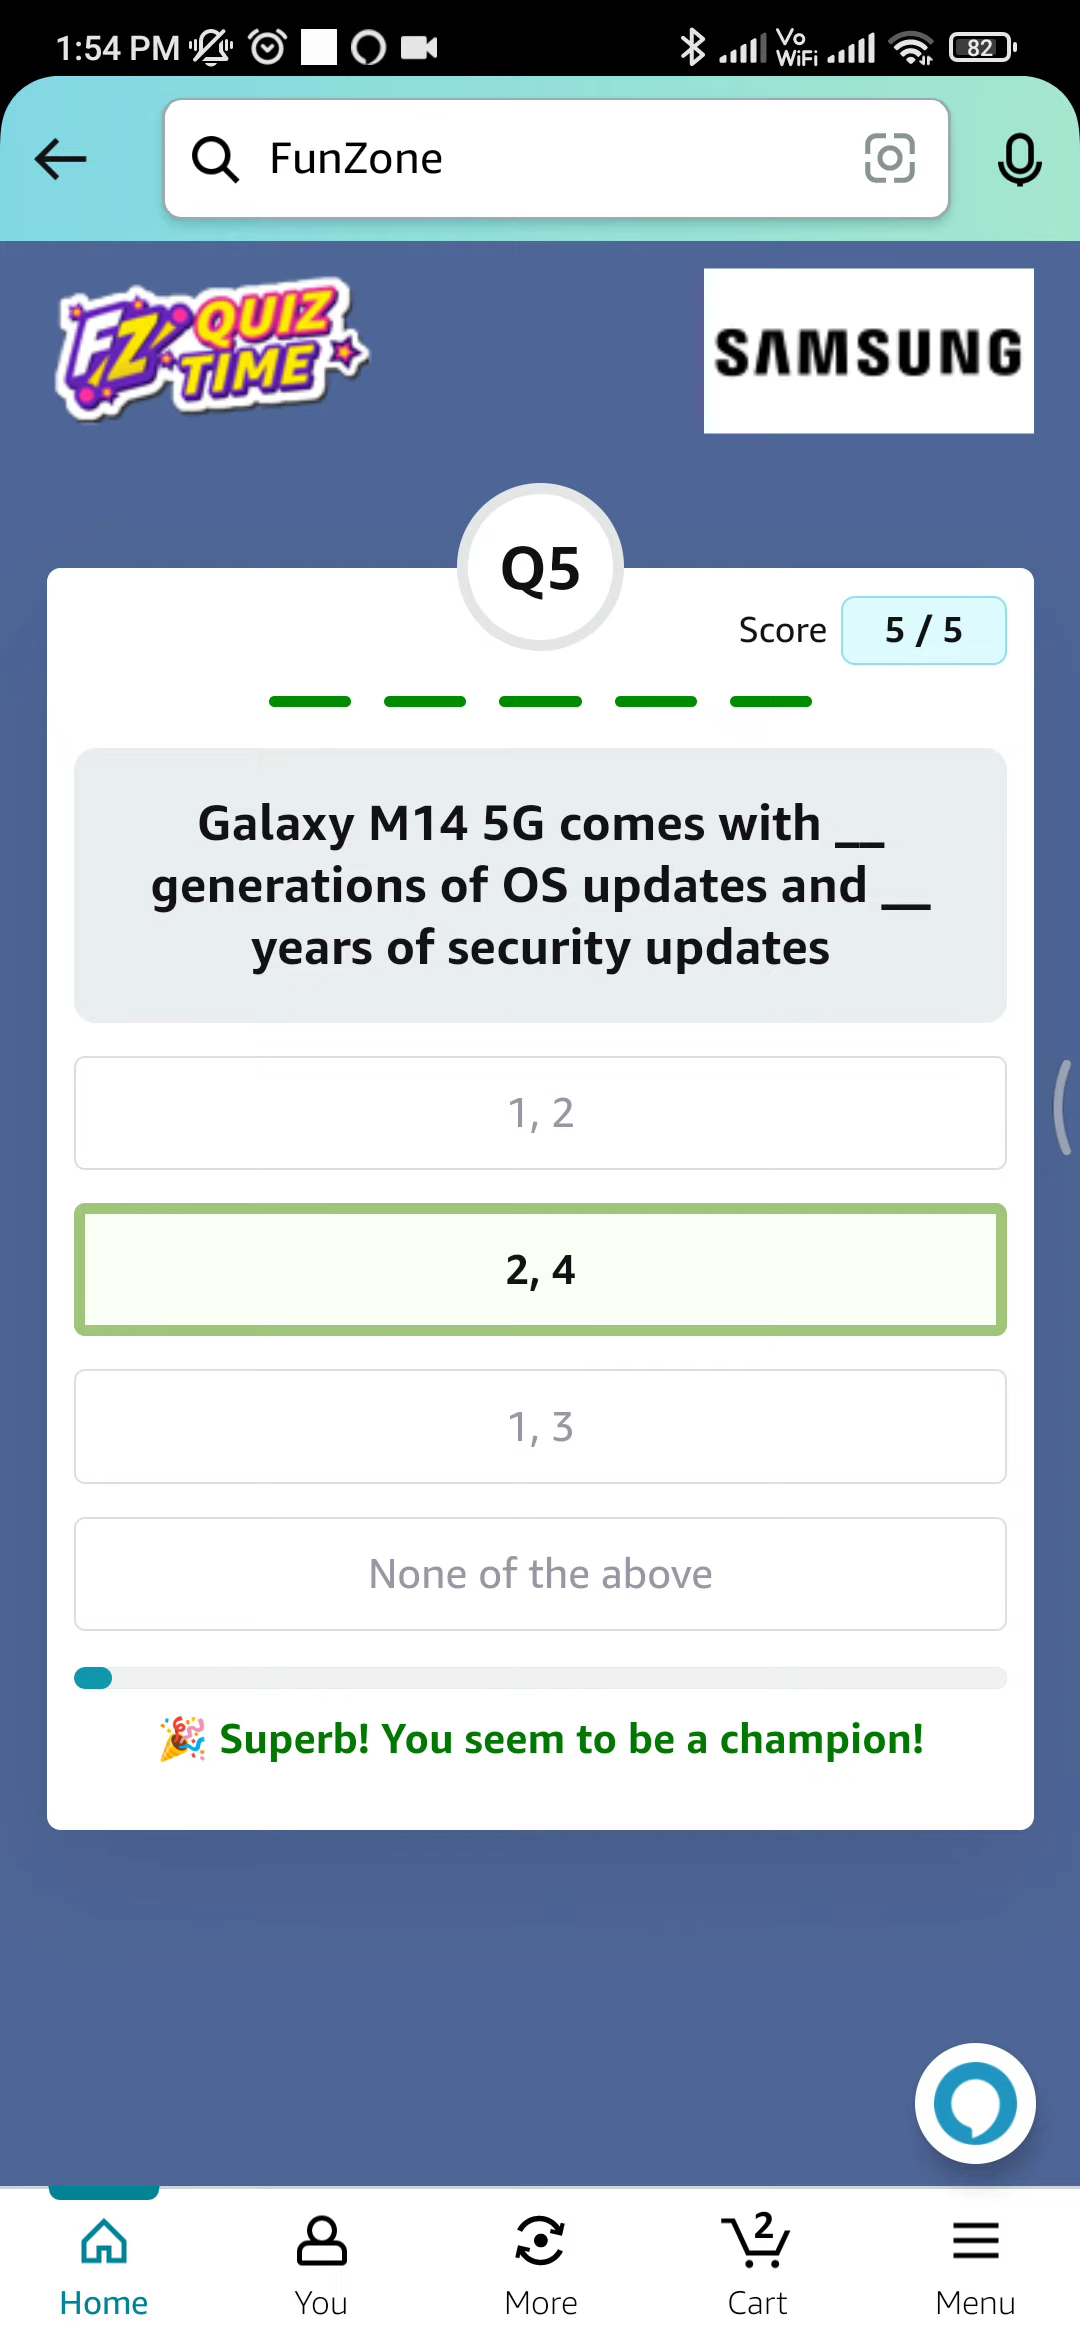 1:54 PM
Vo
WiFi
82
FunZone
FZ QUIZ
TIME
SAMSUNG
Q5
Score 5 / 5
Galaxy M14 5G comes with __
generations of OS updates and __
years of security updates
1, 2
2, 4
1, 3
None of the above
🎉 Superb! You seem to be a champion!
2
Home You More Cart Menu